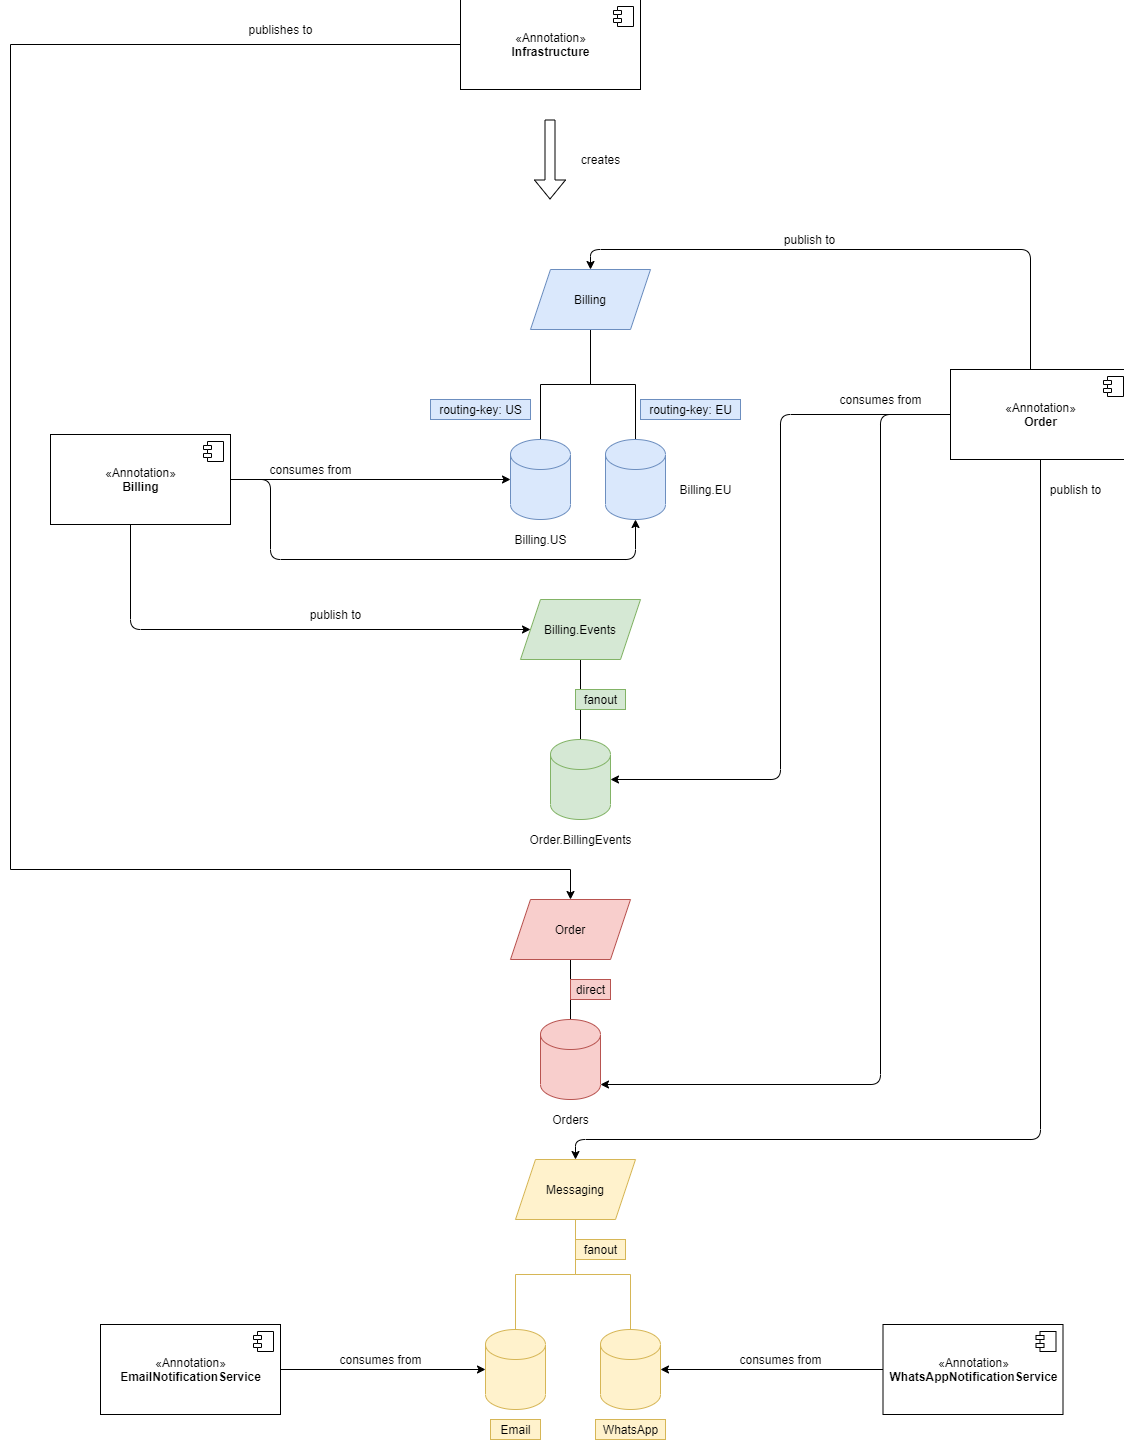 publishes to
«Annotation»
Infrastructure
creates
publish to
Billing
routing-key: US
routing-key: EU
consumes from
«Annotation»
Order
«Annotation»
Billing
consumes from
Billing.EU
publish to
Billing.US
publish to
Billing.Events
fanout
Order.BillingEvents
Order
direct
Orders
Messaging
fanout
«Annotation»
EmailNotificationService
consumes from
consumes from
«Annotation»
WhatsAppNotificationService
Email
WhatsApp